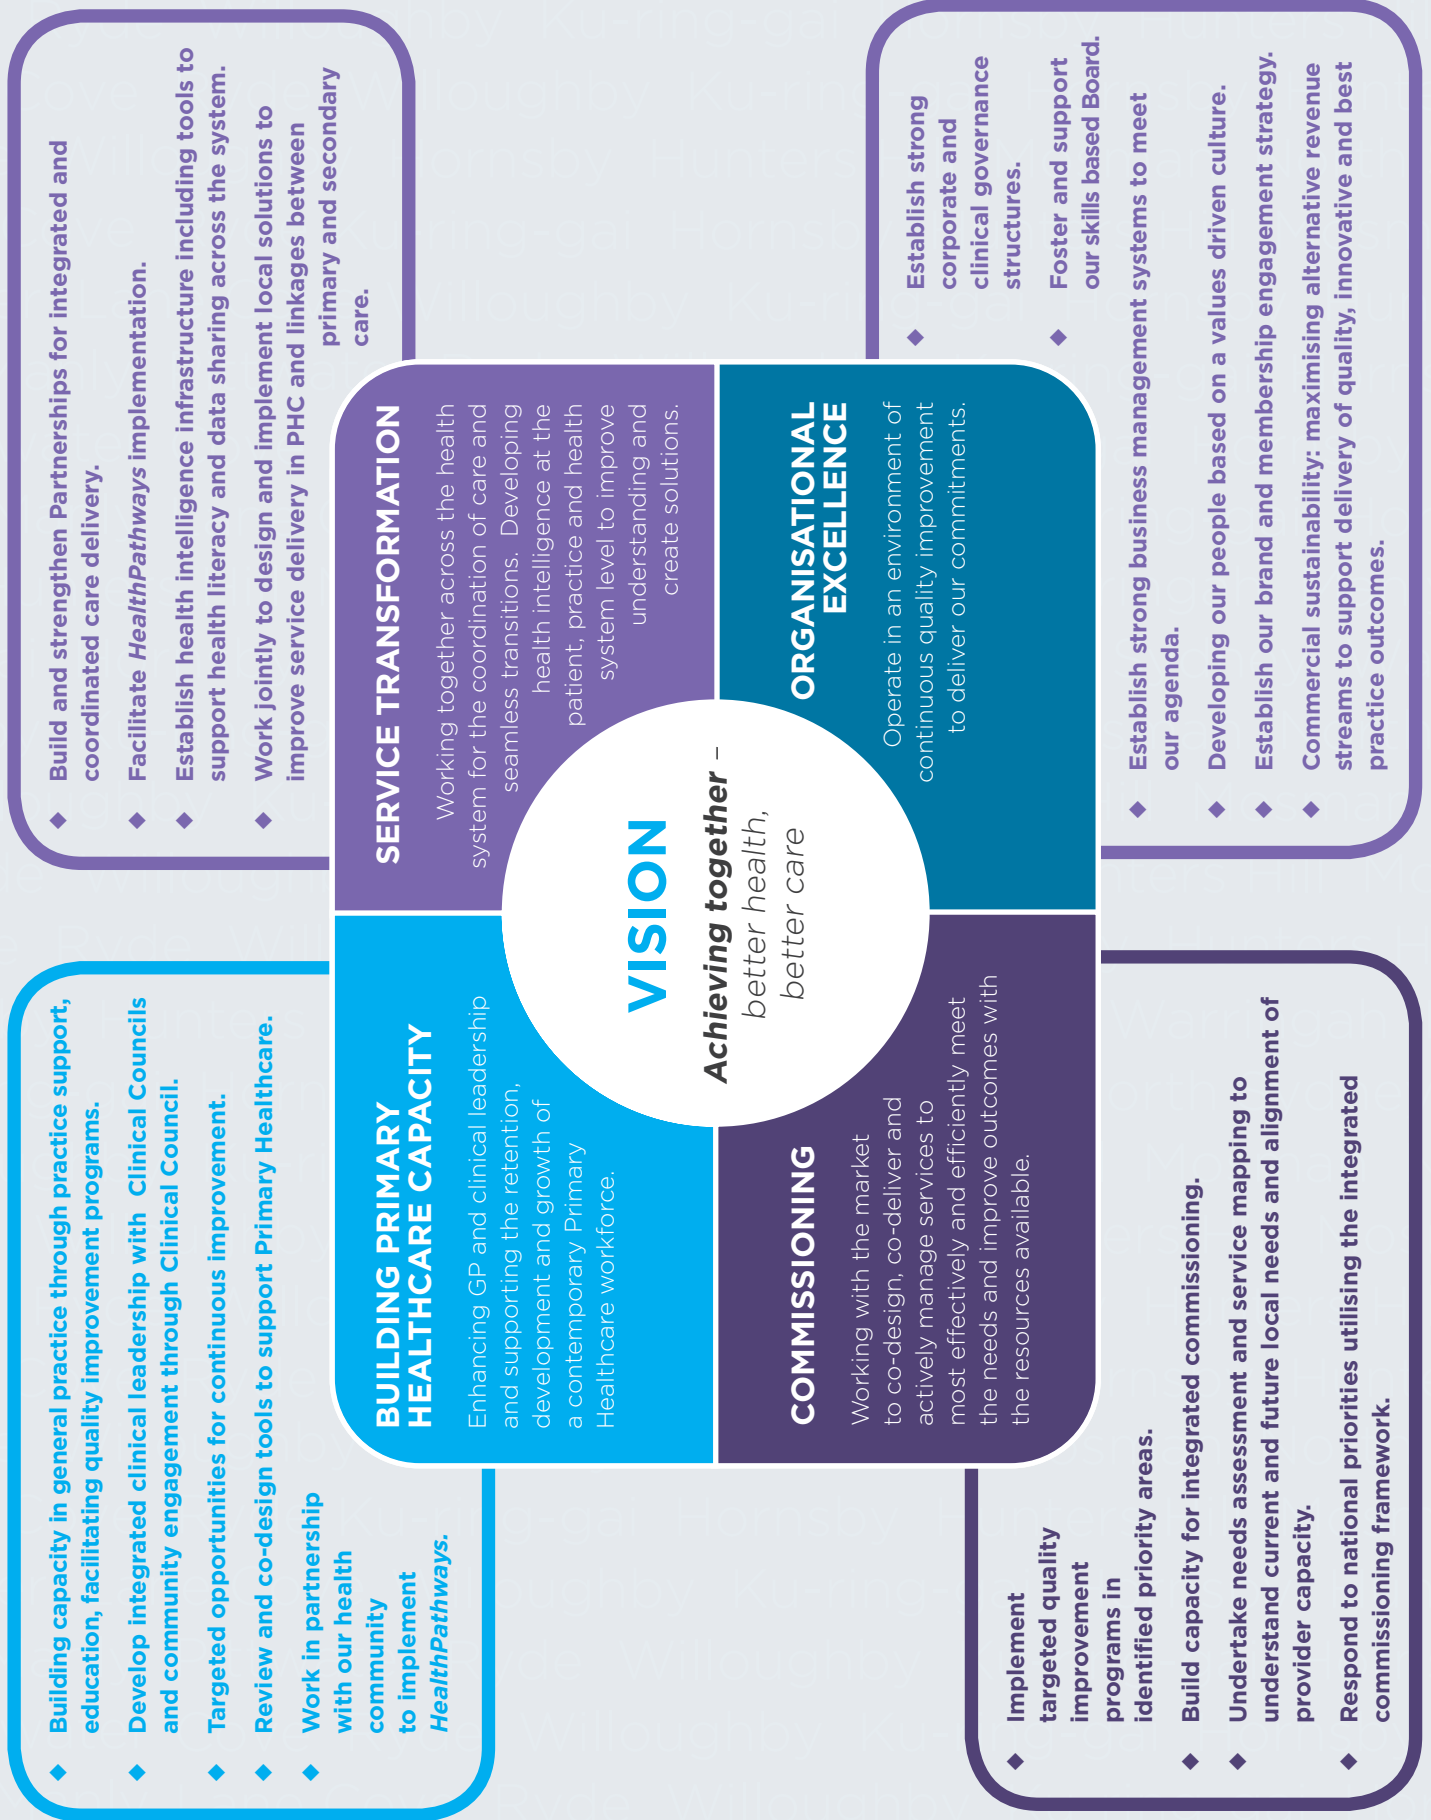 ◆ Building capacity in general practice through practice support,
education, facilitating quality improvement programs.
◆ Develop integrated clinical leadership with Clinical Councils
and community engagement through Clinical Council.
◆ Targeted opportunities for continuous improvement.
◆ Review and co-design tools to support Primary Healthcare.
◆ Work in partnership
with our health
community
to implement
HealthPathways.
◆ Build and strengthen Partnerships for integrated and
coordinated care delivery.
◆ Facilitate HealthPathways implementation.
◆ Establish health intelligence infrastructure including tools to
support health literacy and data sharing across the system.
◆ Work jointly to design and implement local solutions to
improve service delivery in PHC and linkages between
primary and secondary
care.
BUILDING PRIMARY
HEALTHCARE CAPACITY
Enhancing GP and clinical leadership
and supporting the retention,
development and growth of
a contemporary Primary
Healthcare workforce.
SERVICE TRANSFORMATION
Working together across the health
system for the coordination of care and
seamless transitions. Developing
health intelligence at the
patient, practice and health
system level to improve
understanding and
create solutions.
VISION
Achieving together –
better health,
better care
COMMISSIONING
Working with the market
to co-design, co-deliver and
actively manage services to
most effectively and efficiently meet
the needs and improve outcomes with
the resources available.
ORGANISATIONAL
EXCELLENCE
Operate in an environment of
continuous quality improvement
to deliver our commitments.
◆ Implement
targeted quality
improvement
programs in
identified priority areas.
◆ Build capacity for integrated commissioning.
◆ Undertake needs assessment and service mapping to
understand current and future local needs and alignment of
provider capacity.
◆ Respond to national priorities utilising the integrated
commissioning framework.
◆ Establish strong
corporate and
clinical governance
structures.
◆ Foster and support
our skills based Board.
◆ Establish strong business management systems to meet
our agenda.
◆ Developing our people based on a values driven culture.
◆ Establish our brand and membership engagement strategy.
◆ Commercial sustainability: maximising alternative revenue
streams to support delivery of quality, innovative and best
practice outcomes.